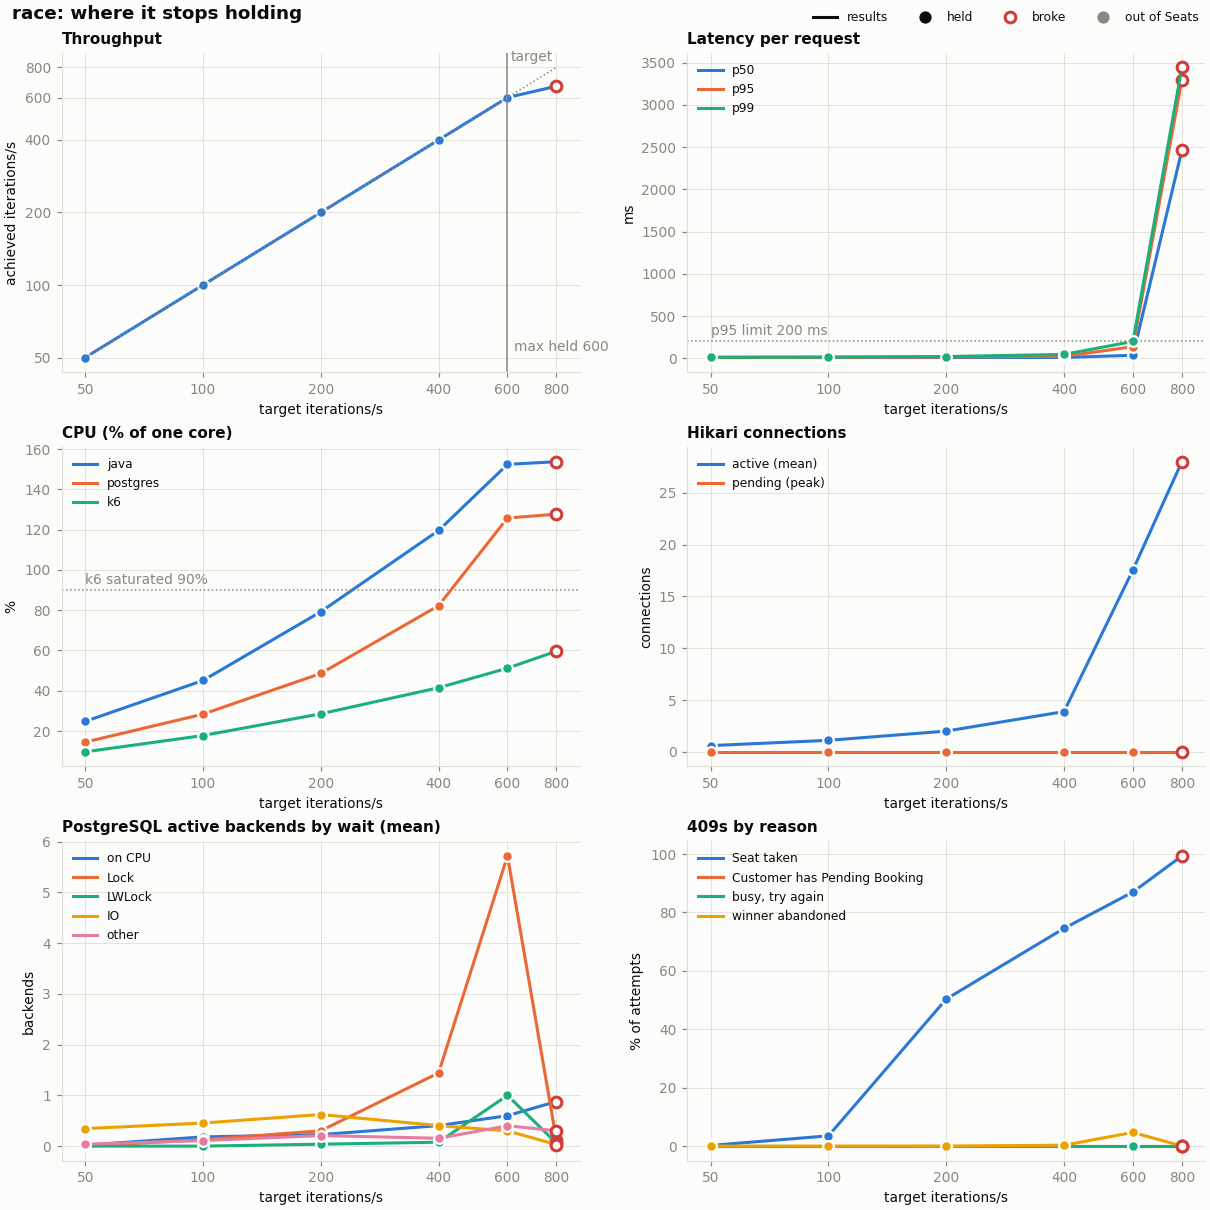 race: where it stops holding
results
held
broke
out of Seats
Throughput
achieved iterations/s
800
600
400
200
100
50
target
max held 600
50
100
200
400
600
800
target iterations/s
Latency per request
ms
3500
3000
2500
2000
1500
1000
500
0
p50
p95
p99
p95 limit 200 ms
50
100
200
400
600
800
target iterations/s
CPU (% of one core)
%
160
140
120
100
80
60
40
20
java
postgres
k6
k6 saturated 90%
50
100
200
400
600
800
target iterations/s
Hikari connections
connections
25
20
15
10
5
0
active (mean)
pending (peak)
50
100
200
400
600
800
target iterations/s
PostgreSQL active backends by wait (mean)
backends
6
5
4
3
2
1
0
on CPU
Lock
LWLock
IO
other
50
100
200
400
600
800
target iterations/s
409s by reason
% of attempts
100
80
60
40
20
0
Seat taken
Customer has Pending Booking
busy, try again
winner abandoned
50
100
200
400
600
800
target iterations/s